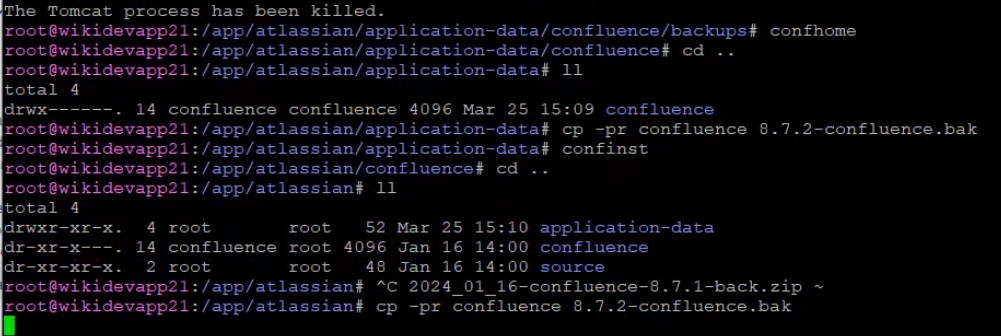 The Tomcat process has been killed.
root@wikidevapp21:/app/atlassian/application-data/confluence/backups# confhome
root@wikidevapp21:/app/atlassian/application-data/confluence# cd ..
root@wikidevapp21:/app/atlassian/application-data# ll
total 4
drwx------. 14 confluence confluence 4096 Mar 25 15:09 confluence
root@wikidevapp21:/app/atlassian/application-data# cp -pr confluence 8.7.2-confluence.bak
root@wikidevapp21:/app/atlassian/application-data# confinst
root@wikidevapp21:/app/atlassian/confluence# cd ..
root@wikidevapp21:/app/atlassian# ll
total 4
drwxr-xr-x.  4 root       root   52 Mar 25 15:10 application-data
dr-xr-x---. 14 confluence root 4096 Jan 16 14:00 confluence
dr-xr-xr-x.  2 root       root   48 Jan 16 14:00 source
root@wikidevapp21:/app/atlassian# ^C 2024_01_16-confluence-8.7.1-back.zip ~
root@wikidevapp21:/app/atlassian# cp -pr confluence 8.7.2-confluence.bak